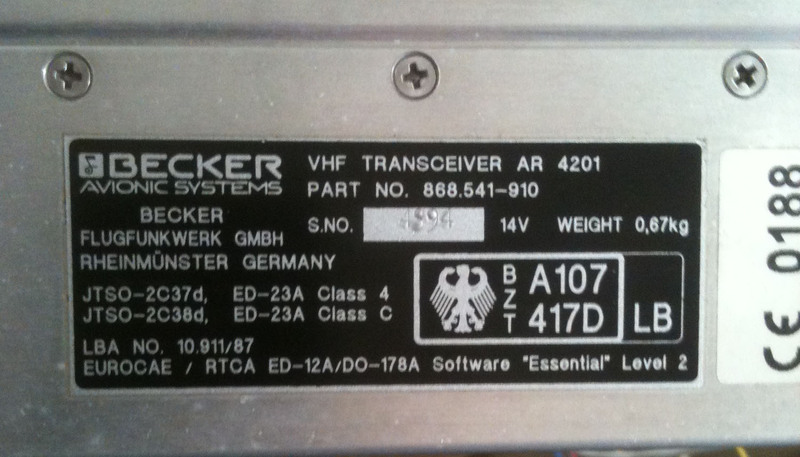 BECKER
AVIONIC SYSTEMS
BECKER
FLUGFUNKWERK GMBH
RHEINMÜNSTER GERMANY
VHF TRANSCEIVER AR 4201
PART NO. 868.541-910
S.NO. 4894 14V WEIGHT 0,67kg
JTSO-2C37d, ED-23A Class 4
JTSO-2C38d, ED-23A Class C
BZT A107
417D LB
LBA NO. 10.911/87
EUROCAE / RTCA ED-12A/DO-178A Software "Essential" Level 2
CE 0188